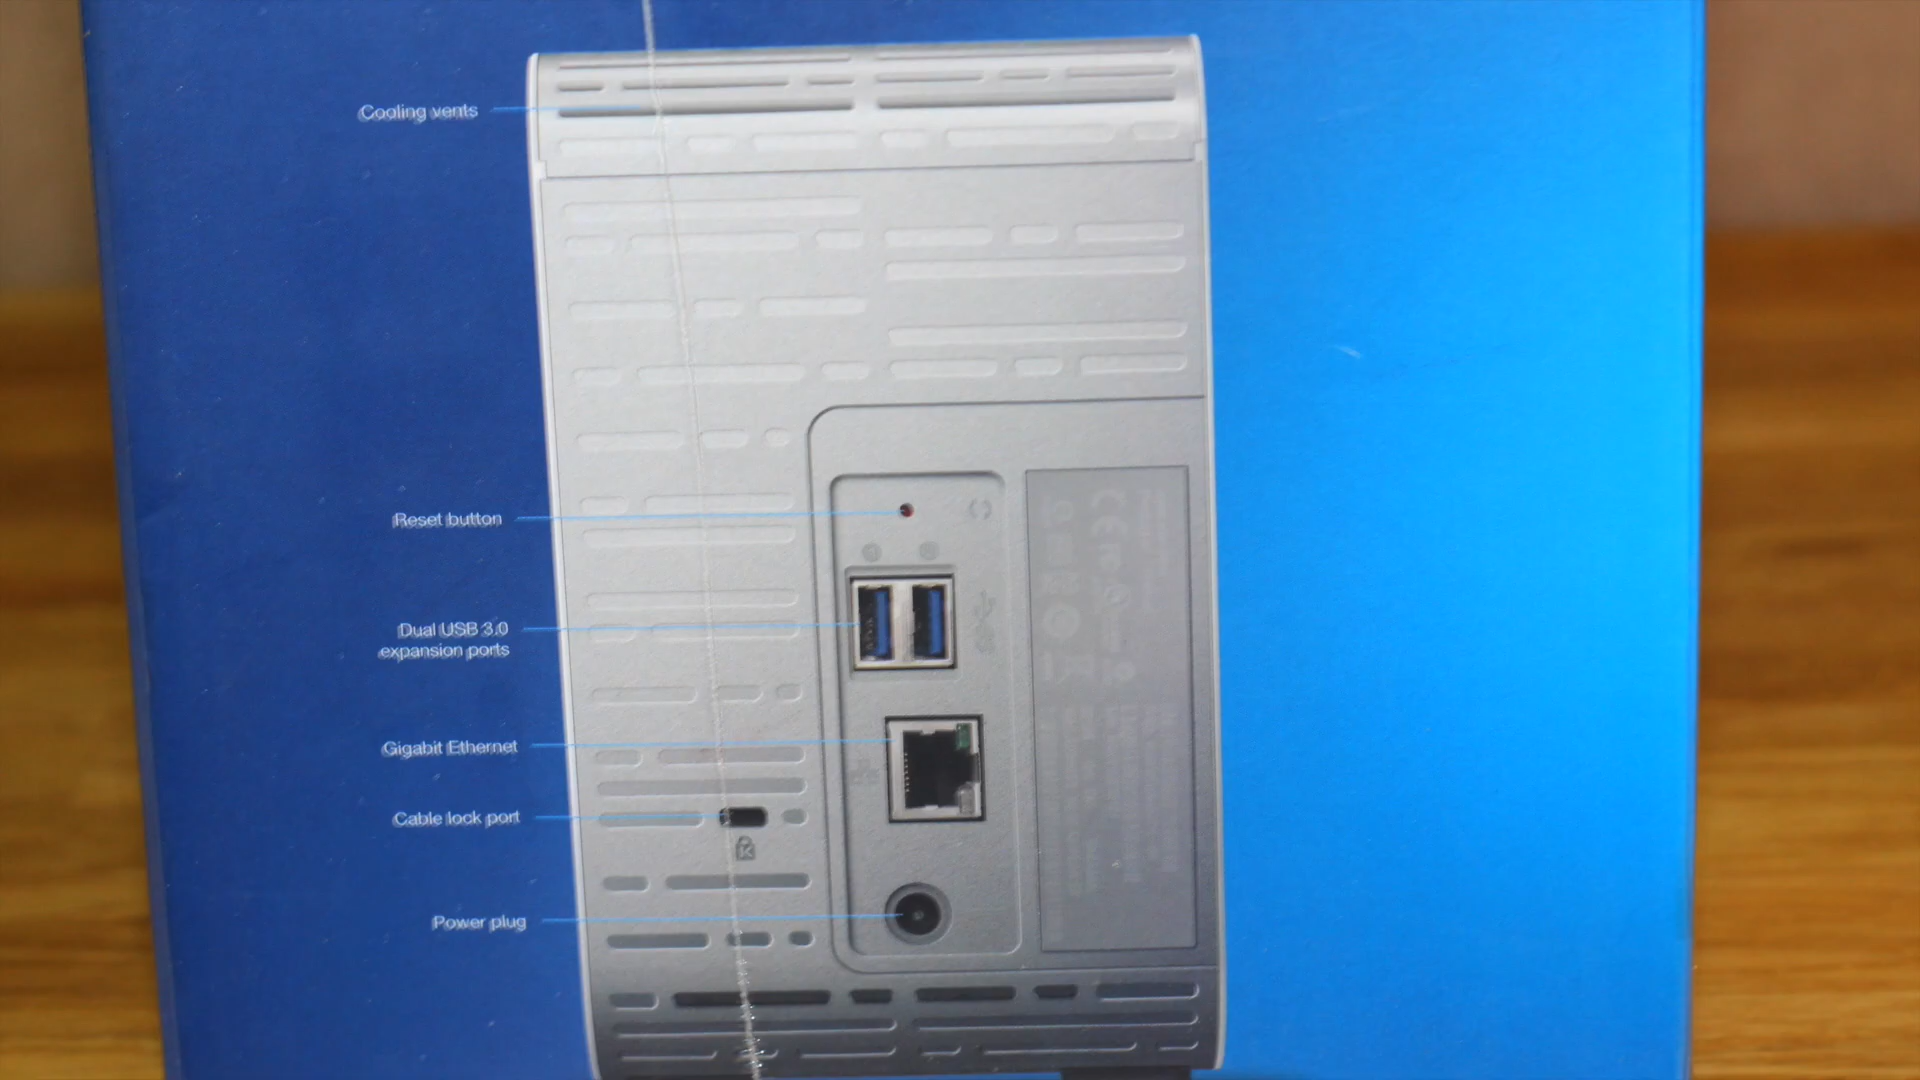 Cooling vents
Reset button
Dual USB 3.0
expansion ports
Gigabit Ethernet
Cable lock port
Power plug